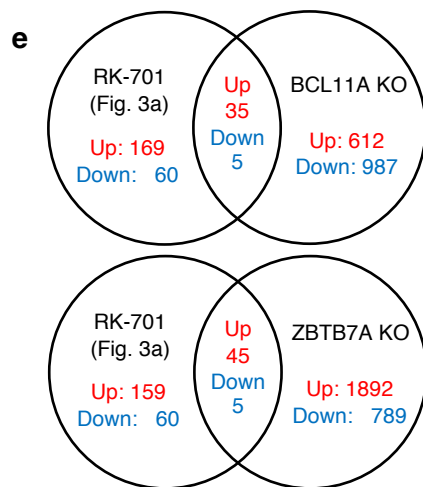 e
RK-701
(Fig. 3a)
Up: 169
Down: 60
Up
35
Down
5
BCL11A KO
Up: 612
Down: 987
RK-701
(Fig. 3a)
Up: 159
Down: 60
Up
45
Down
5
ZBTB7A KO
Up: 1892
Down: 789